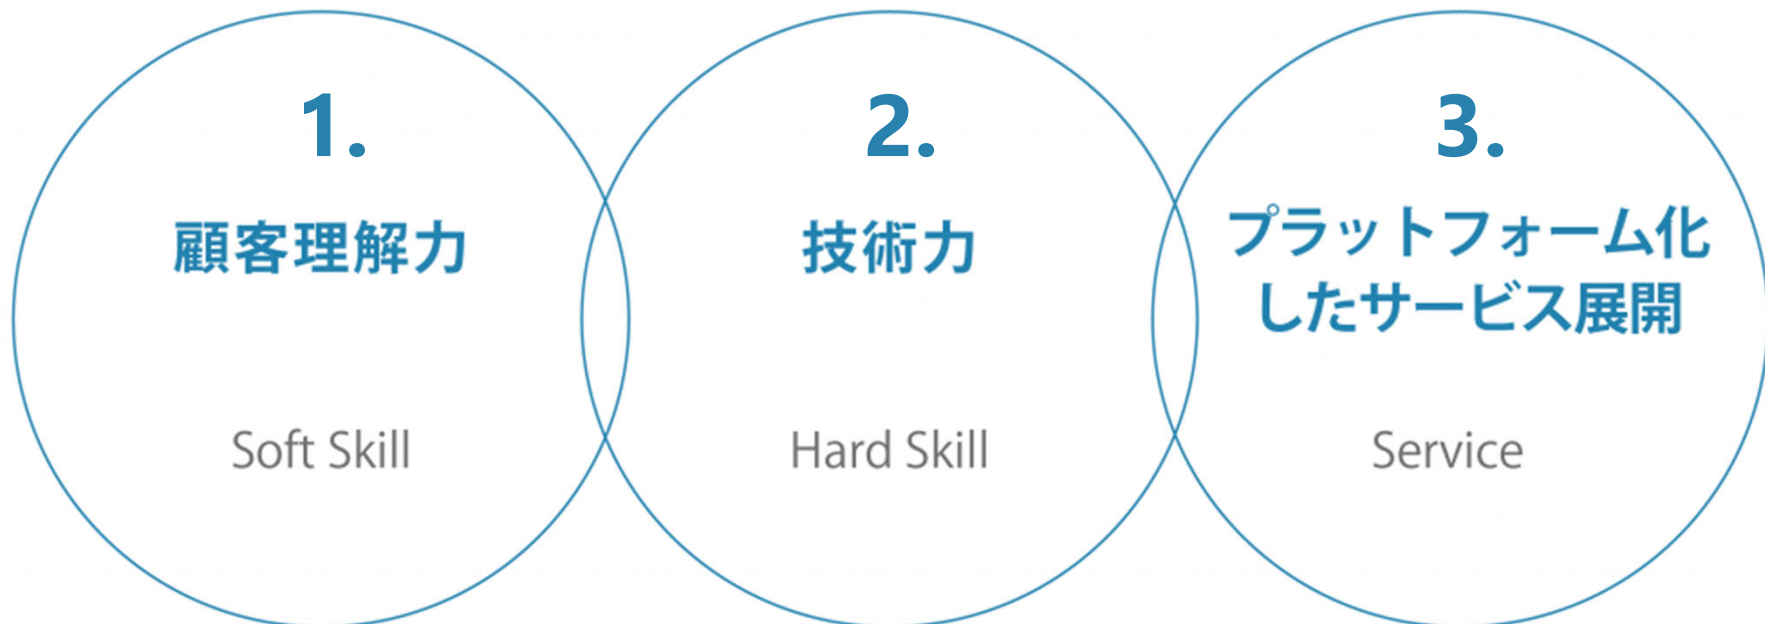 1.
顧客理解力
Soft Skill
2.
技術力
Hard Skill
3.
プラットフォーム化
したサービス展開
Service